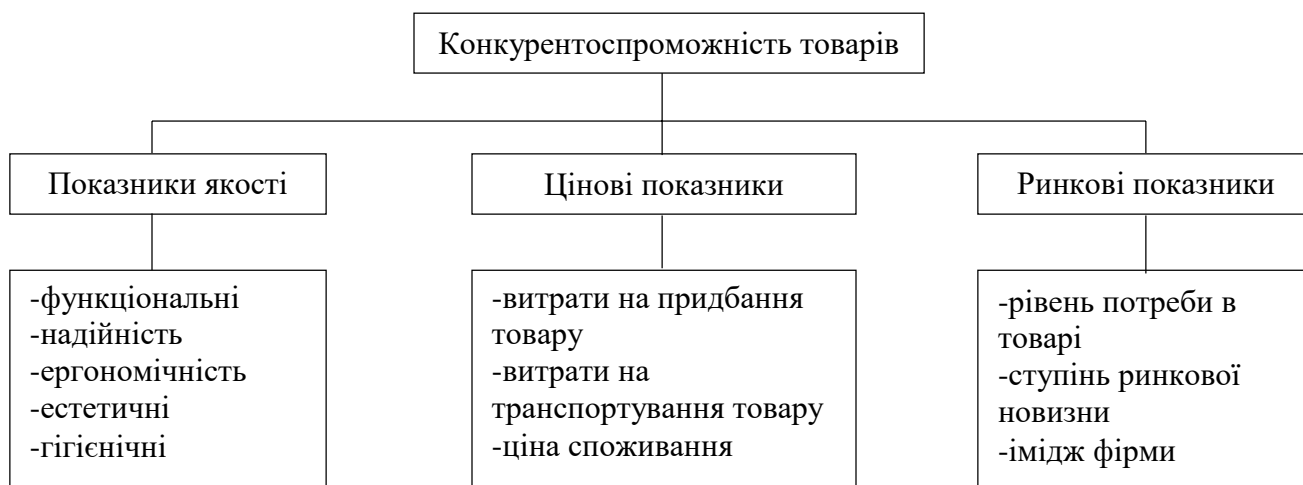 Конкурентоспроможність товарів
Показники якості
Цінові показники
Ринкові показники
-функціональні
-надійність
-ергономічність
-естетичні
-гігієнічні
-витрати на придбання
товару
-витрати на
транспортування товару
-ціна споживання
-рівень потреби в
товарі
-ступінь ринкової
новизни
-імідж фірми